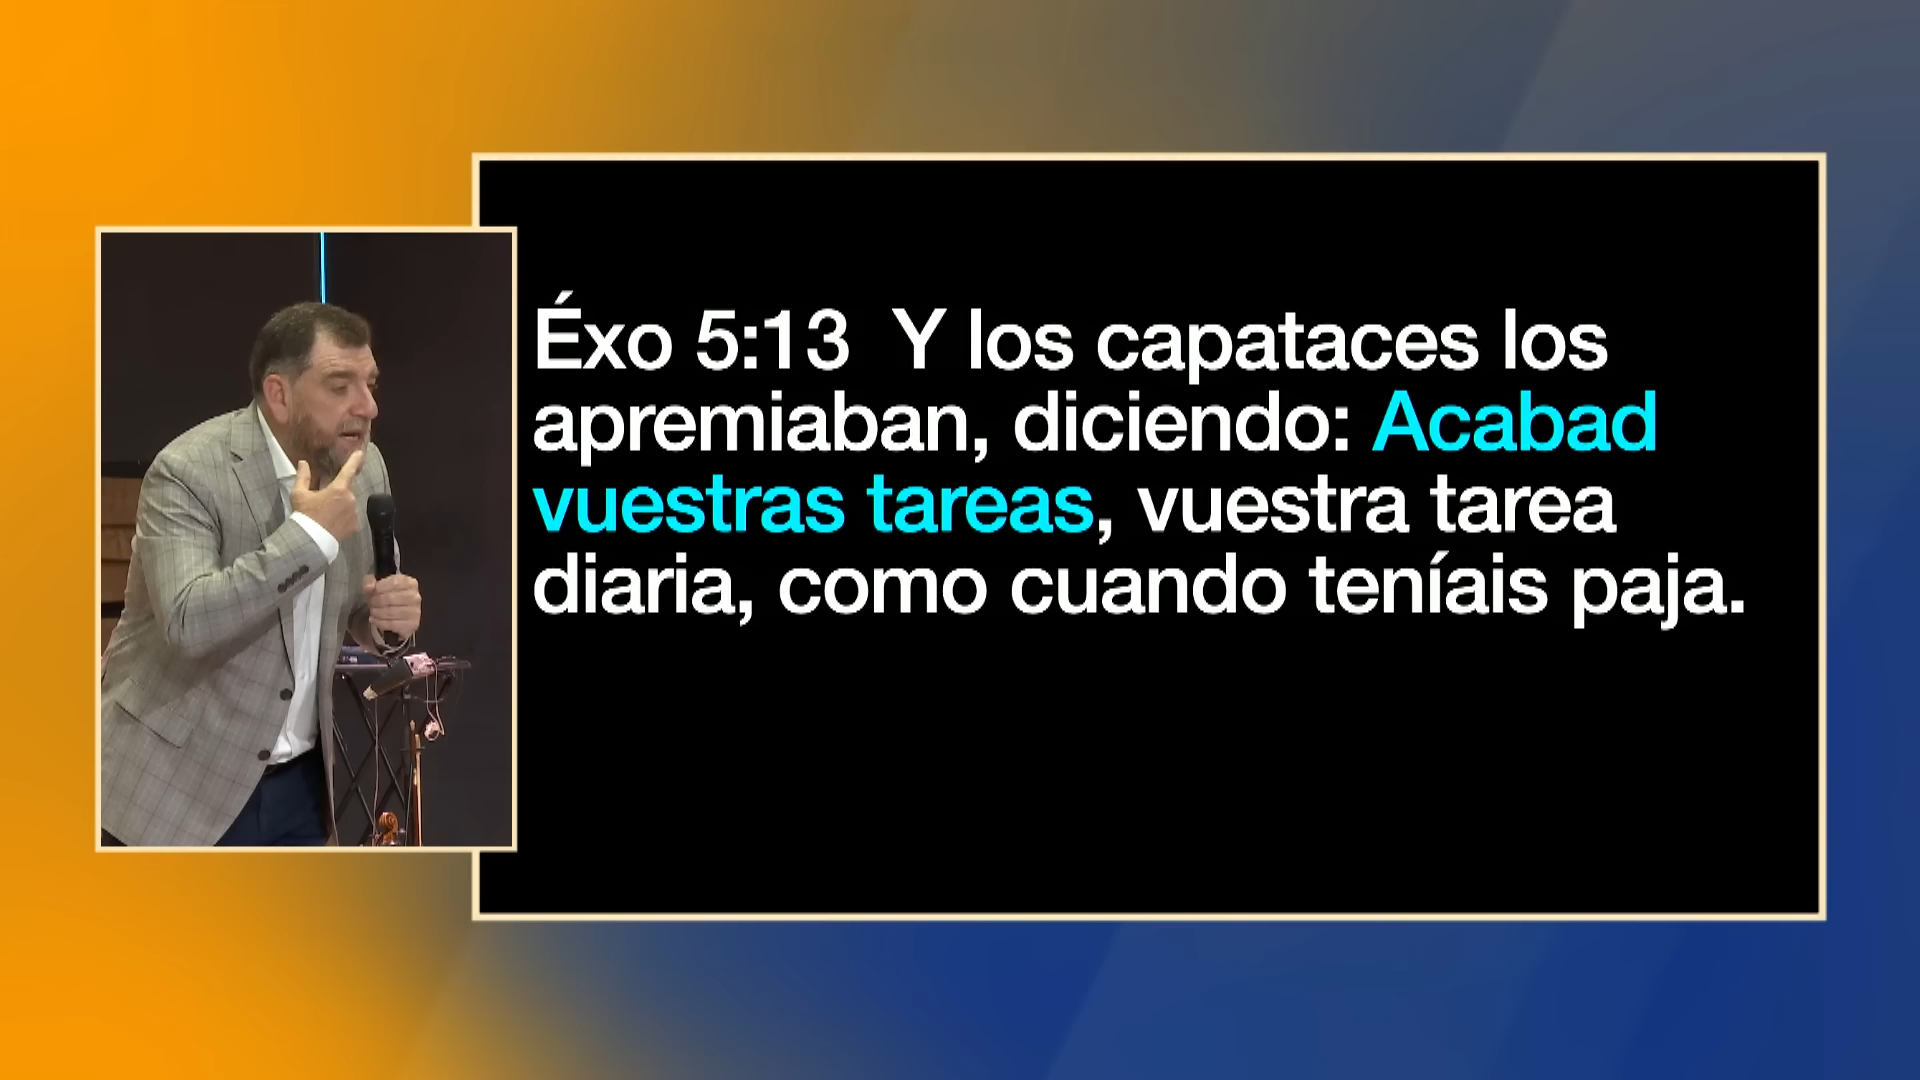 Éxo 5:13  Y los capataces los
apremiaban, diciendo: Acabad
vuestras tareas, vuestra tarea
diaria, como cuando teníais paja.